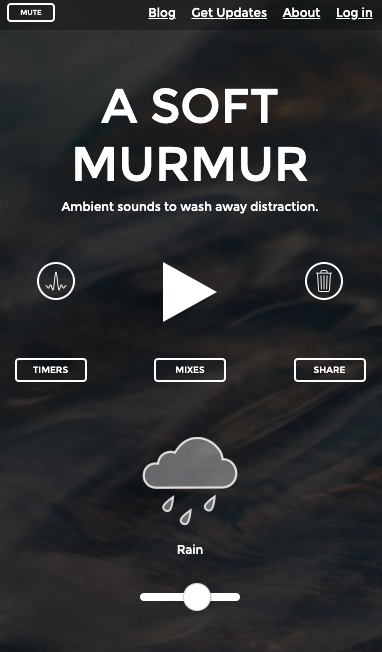 MUTE Blog Get Updates About Log in
A SOFT
MURMUR
Ambient sounds to wash away distraction.
TIMERS MIXES SHARE
Rain